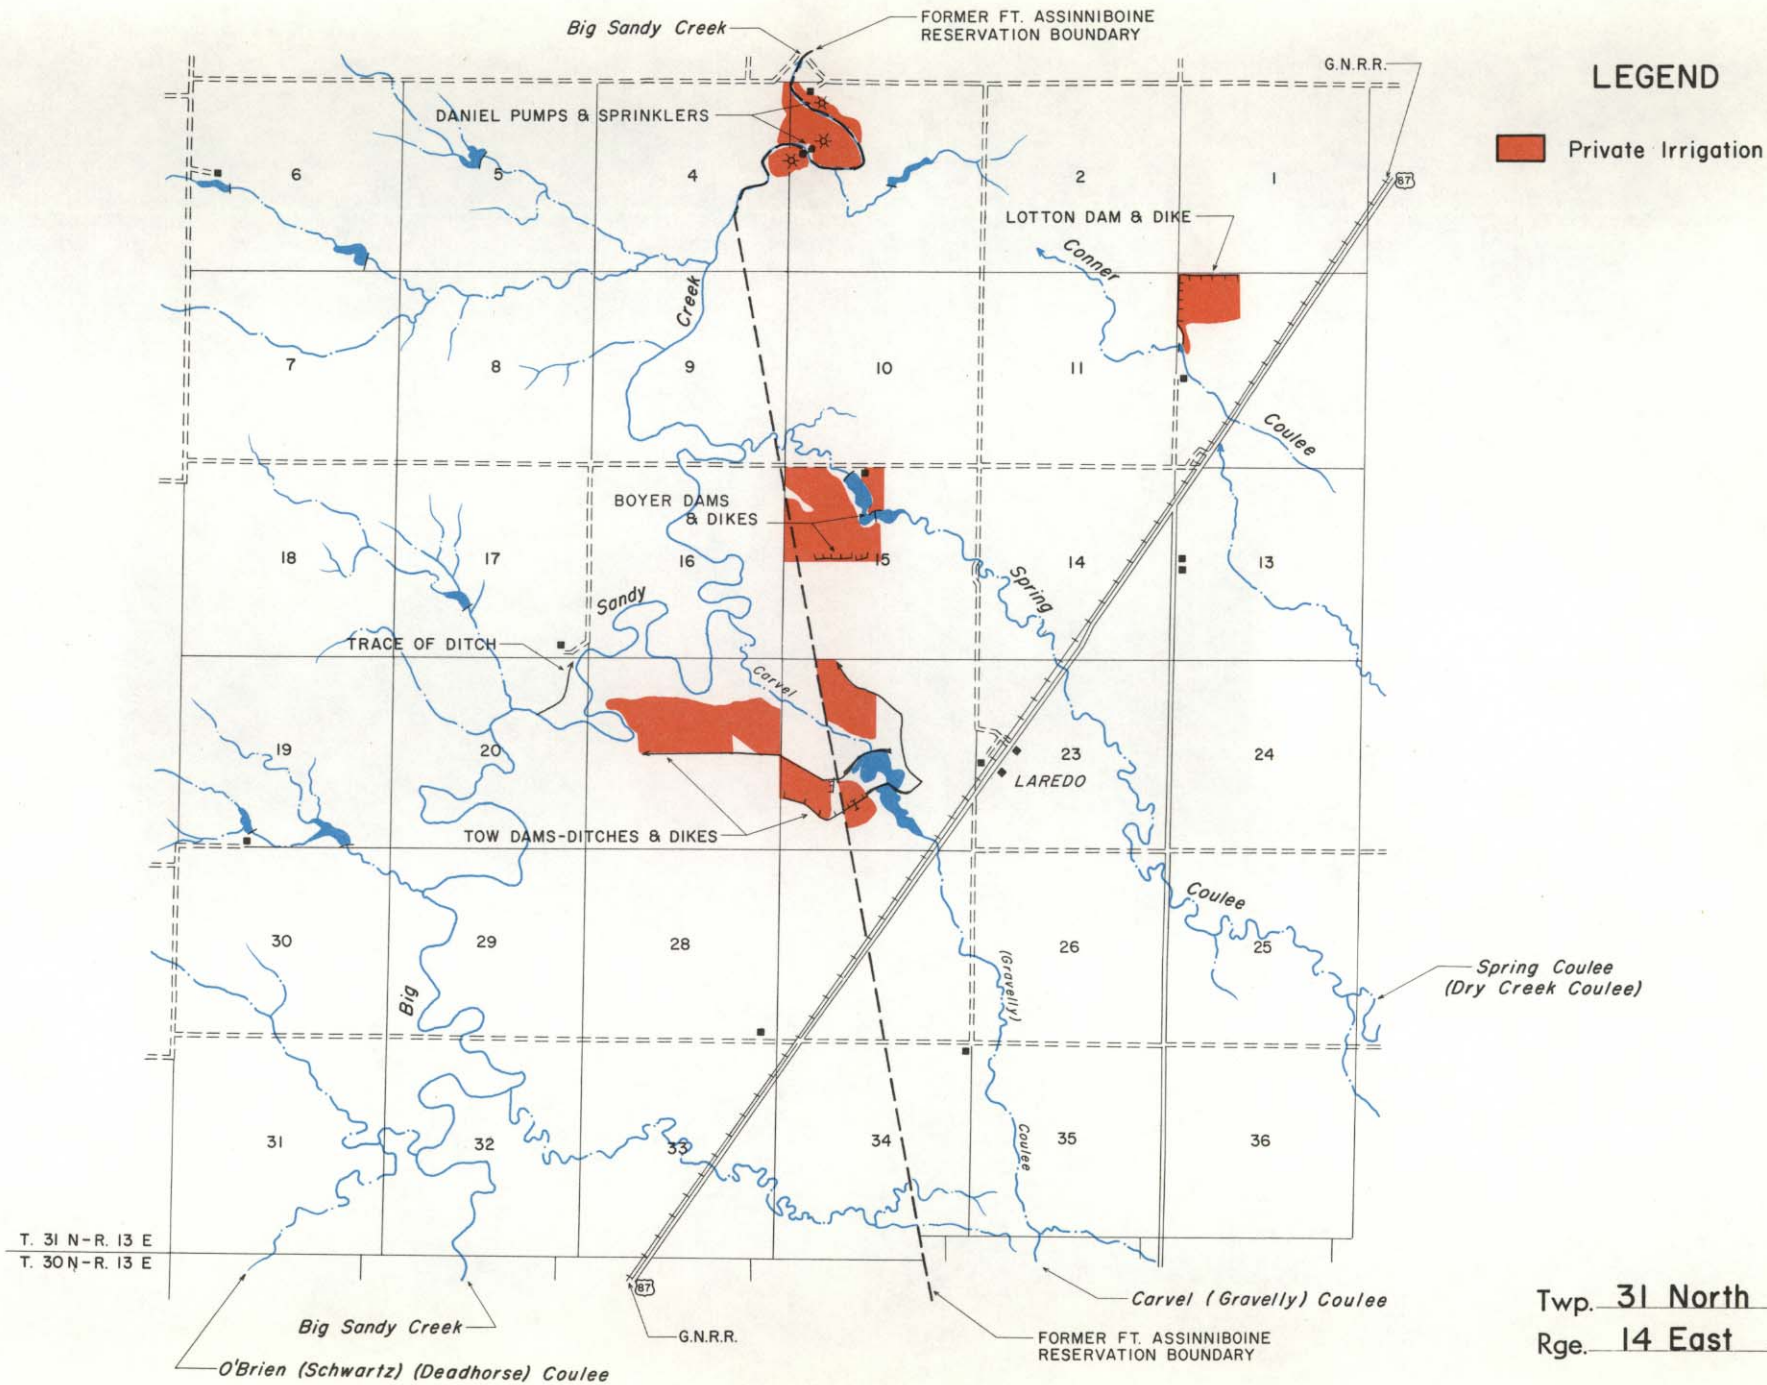 Big Sandy Creek
FORMER FT. ASSINNIBOINE
RESERVATION BOUNDARY
G.N.R.R.
LEGEND
Private Irrigation
DANIEL PUMPS & SPRINKLERS
6
5
4
2
1
87
LOTTON DAM & DIKE
Conner
Creek
7
8
9
10
11
Coulee
BOYER DAMS
& DIKES
18
17
16
15
14
13
Spring
Sandy
TRACE OF DITCH
Carvel
19
20
23
24
LAREDO
TOW DAMS-DITCHES & DIKES
Coulee
30
29
28
26
25
(Gravelly)
Big
Spring Coulee
(Dry Creek Coulee)
31
32
33
34
35
36
Coulee
T. 31 N-R. 13 E
T. 30 N-R. 13 E
87
Big Sandy Creek
G.N.R.R.
Carvel (Gravelly) Coulee
FORMER FT. ASSINNIBOINE
RESERVATION BOUNDARY
O'Brien (Schwartz) (Deadhorse) Coulee
Twp. 31 North
Rge. 14 East